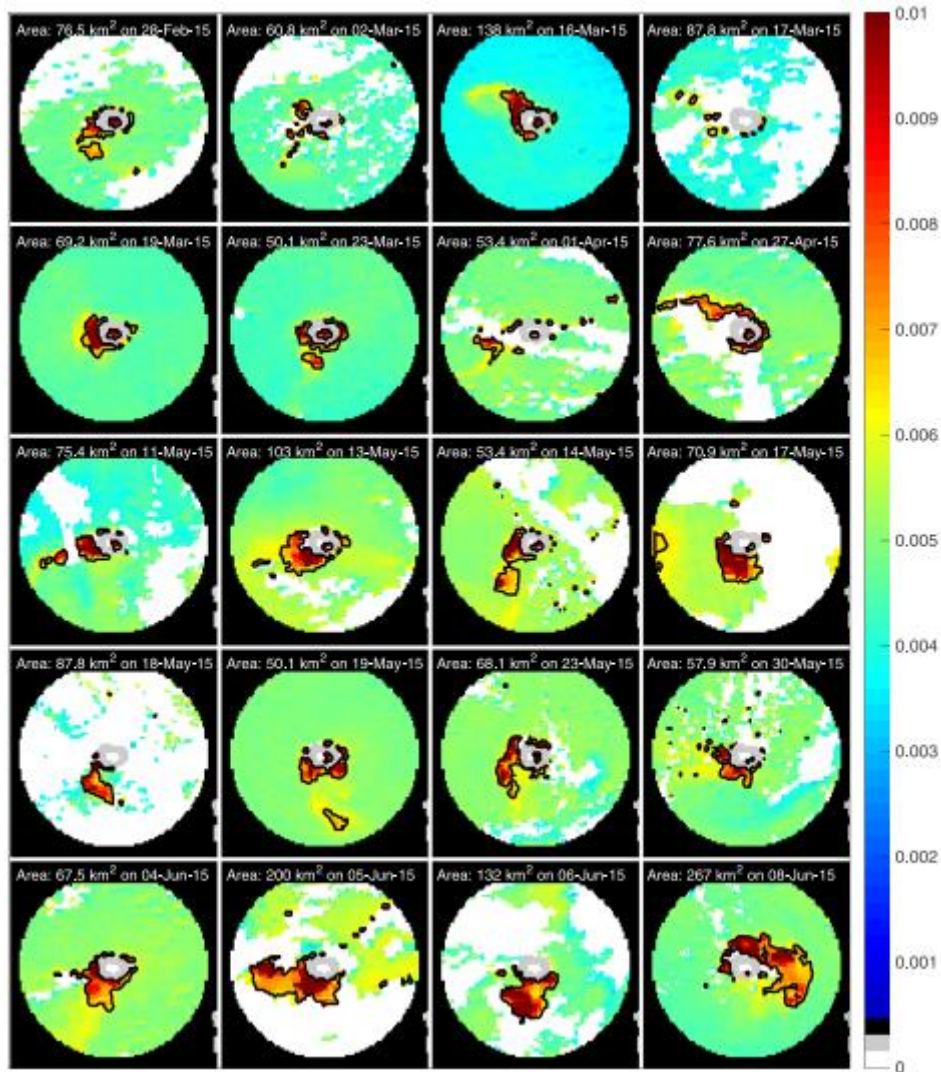 Area: 76.5 km² on 28-Feb-15
Area: 60.8 km² on 02-Mar-15
Area: 138 km² on 16-Mar-15
Area: 87.8 km² on 17-Mar-15
0.01
0.009
Area: 69.2 km² on 19-Mar-15
Area: 50.1 km² on 23-Mar-15
Area: 53.4 km² on 01-Apr-15
Area: 77.6 km² on 27-Apr-15
0.008
0.007
Area: 75.4 km² on 11-May-15
Area: 103 km² on 13-May-15
Area: 53.4 km² on 14-May-15
Area: 70.9 km² on 17-May-15
0.006
0.005
Area: 87.8 km² on 18-May-15
Area: 50.1 km² on 19-May-15
Area: 68.1 km² on 23-May-15
Area: 57.9 km² on 30-May-15
0.004
0.003
Area: 67.5 km² on 04-Jun-15
Area: 200 km² on 05-Jun-15
Area: 132 km² on 06-Jun-15
Area: 267 km² on 08-Jun-15
0.002
0.001
0